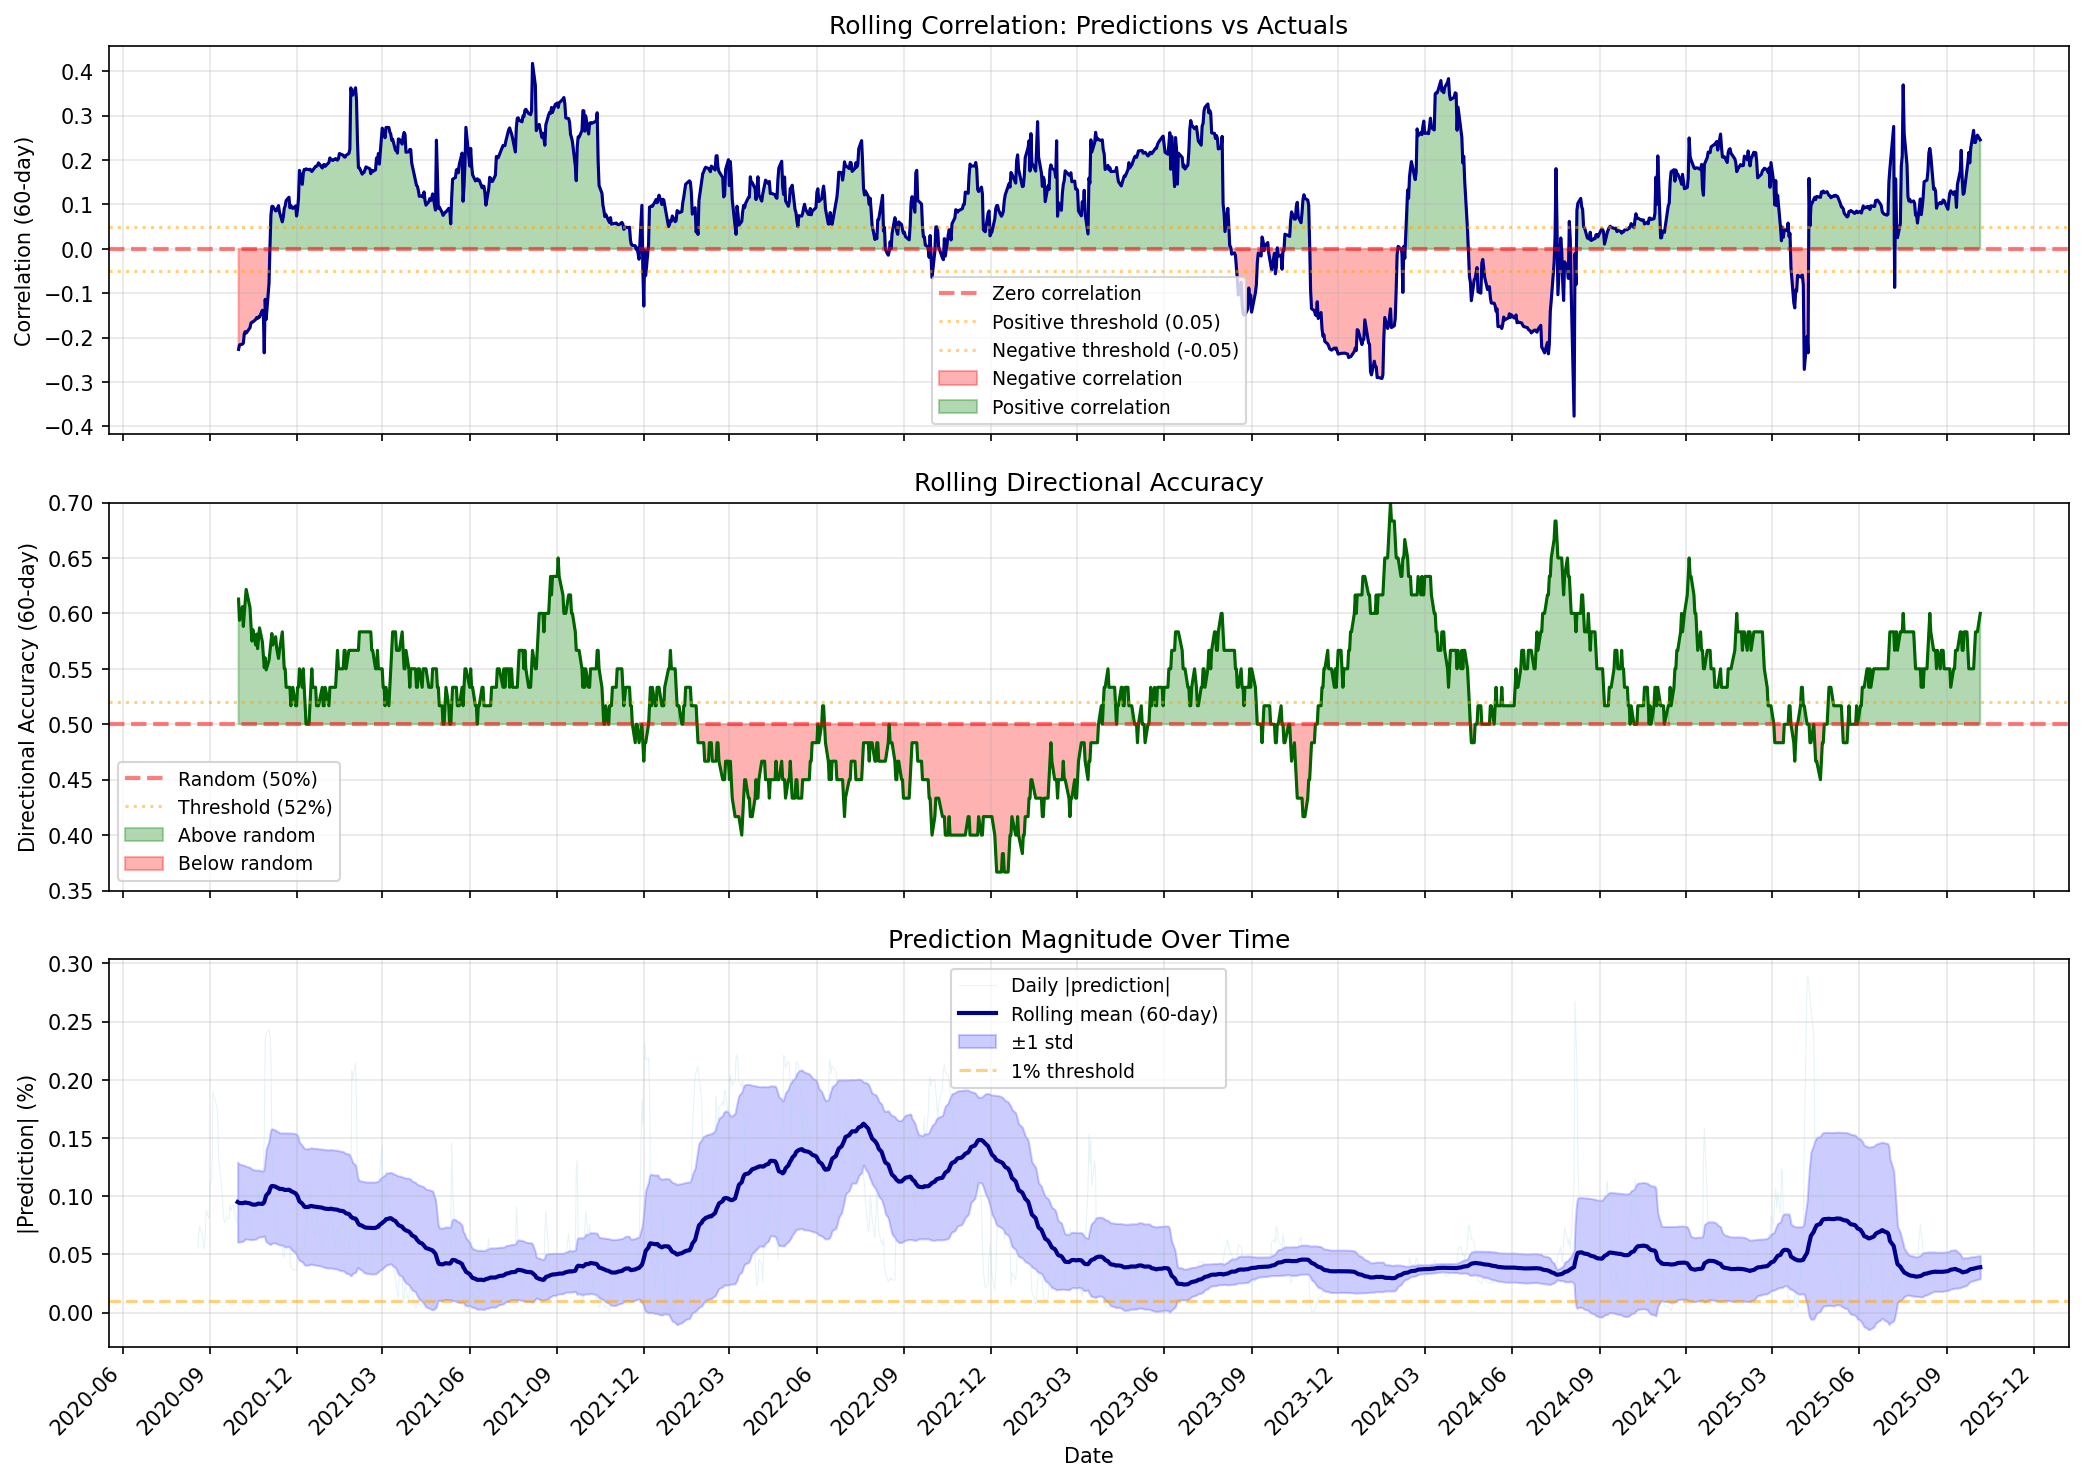 Rolling Correlation: Predictions vs Actuals
Correlation (60-day)
0.4
0.3
0.2
0.1
0.0
−0.1
−0.2
−0.3
−0.4
Zero correlation
Positive threshold (0.05)
Negative threshold (-0.05)
Negative correlation
Positive correlation
Rolling Directional Accuracy
Directional Accuracy (60-day)
0.70
0.65
0.60
0.55
0.50
0.45
0.40
0.35
Random (50%)
Threshold (52%)
Above random
Below random
Prediction Magnitude Over Time
|Prediction| (%)
0.30
0.25
0.20
0.15
0.10
0.05
0.00
Daily |prediction|
Rolling mean (60-day)
±1 std
1% threshold
2020-06
2020-09
2020-12
2021-03
2021-06
2021-09
2021-12
2022-03
2022-06
2022-09
2022-12
2023-03
2023-06
2023-09
2023-12
2024-03
2024-06
2024-09
2024-12
2025-03
2025-06
2025-09
2025-12
Date